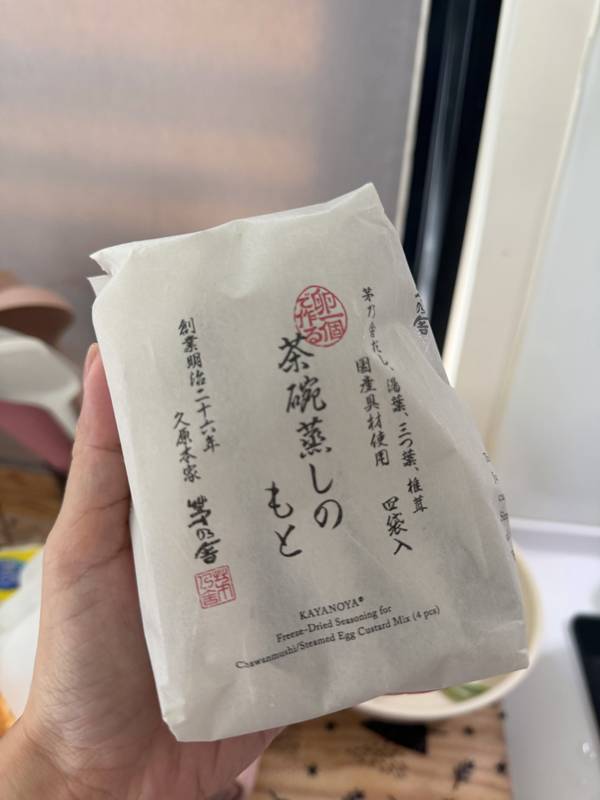 茅乃舎だし、湯葉、三つ葉、椎茸
国産具材使用
四袋入
卵一個
で作る
茶碗蒸しの
もと
創業明治二十六年
久原本家
茅乃舎
KAYANOYA®
Freeze-Dried Seasoning for
Chawanmushi/Steamed Egg Custard Mix (4 pcs)